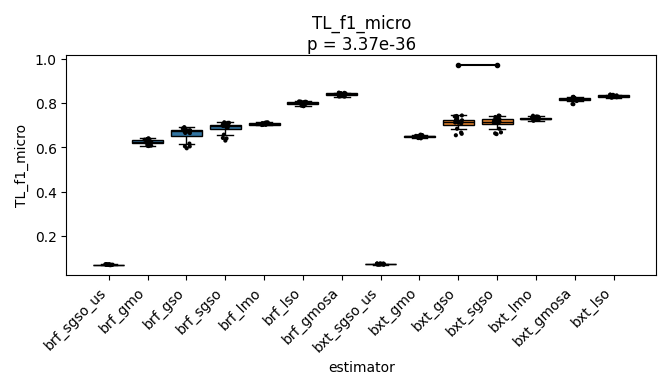 TL_f1_micro
p = 3.37e-36
TL_f1_micro
1.0
0.8
0.6
0.4
0.2
brf_sgso_us
brf_gmo
brf_gso
brf_sgso
brf_lmo
brf_lso
brf_gmosa
bxt_sgso_us
bxt_gmo
bxt_gso
bxt_sgso
bxt_lmo
bxt_gmosa
bxt_lso
estimator